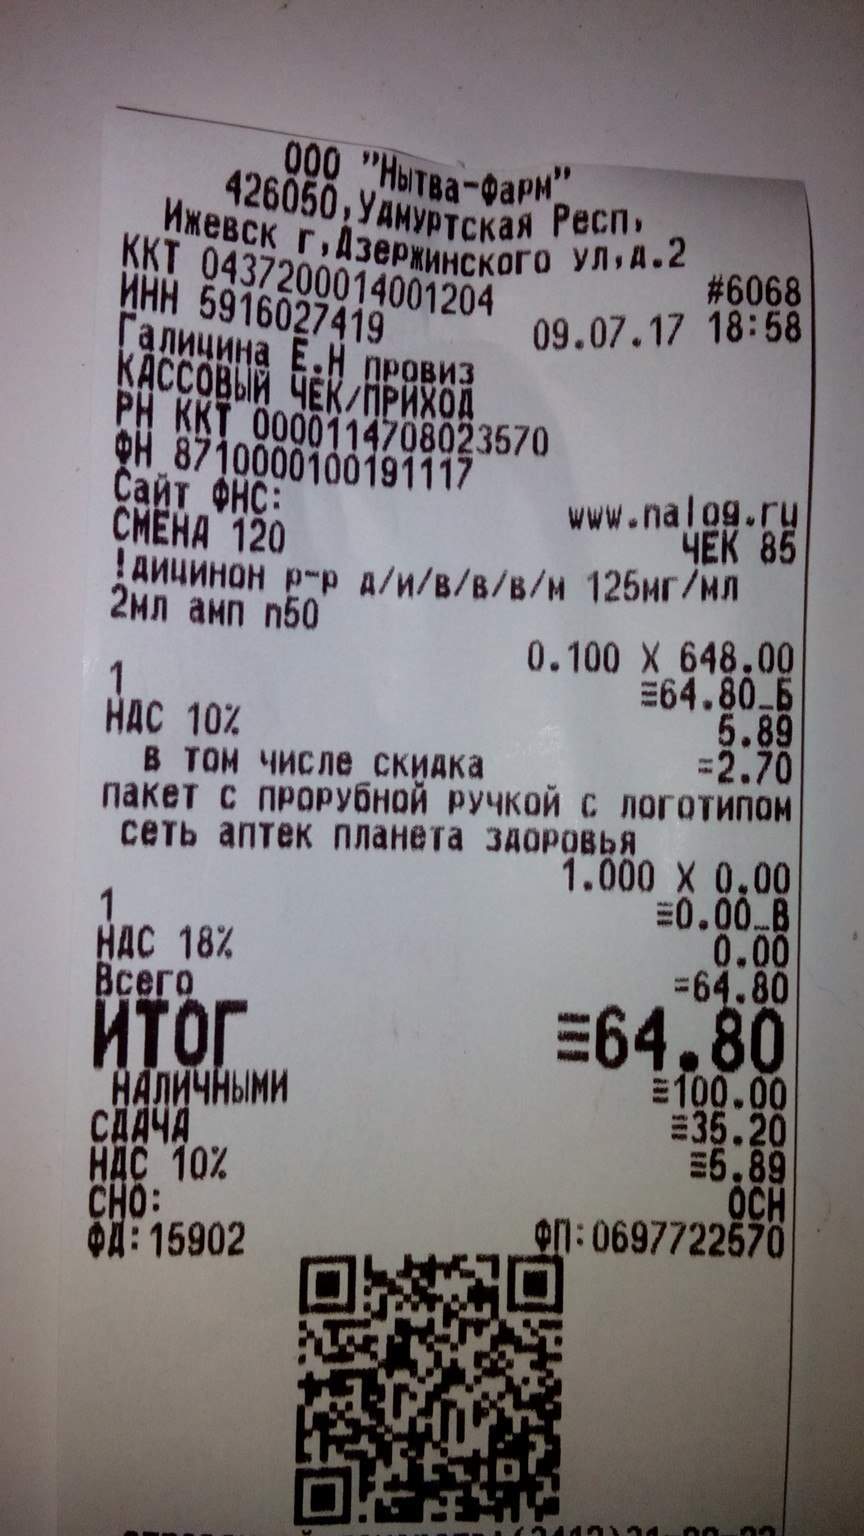 ООО "Нытва-Фарм"
426050,Удмуртская Респ,
Ижевск г,Дзержинского ул,д.2
ККТ 0437200014001204 #6068
ИНН 5916027419 09.07.17 18:58
Галицина Е.Н провиз
КАССОВЫЙ ЧЕК/ПРИХОД
РН ККТ 0000114708023570
ФН 8710000100191117
Сайт ФНС: www.nalog.ru
СМЕНА 120 ЧЕК 85
!дицинон р-р д/и/в/в/в/м 125мг/мл
2мл амп n50
0.100 X 648.00
1 ≡64.80_Б
НДС 10% 5.89
в том числе скидка =2.70
пакет с прорубной ручкой с логотипом
сеть аптек планета здоровья
1.000 X 0.00
1 ≡0.00_В
НДС 18% 0.00
Всего =64.80
ИТОГ ≡64.80
НАЛИЧНЫМИ ≡100.00
СДАЧА ≡35.20
НДС 10% ≡5.89
СНО: ОСН
ФД:15902 ФП:0697722570